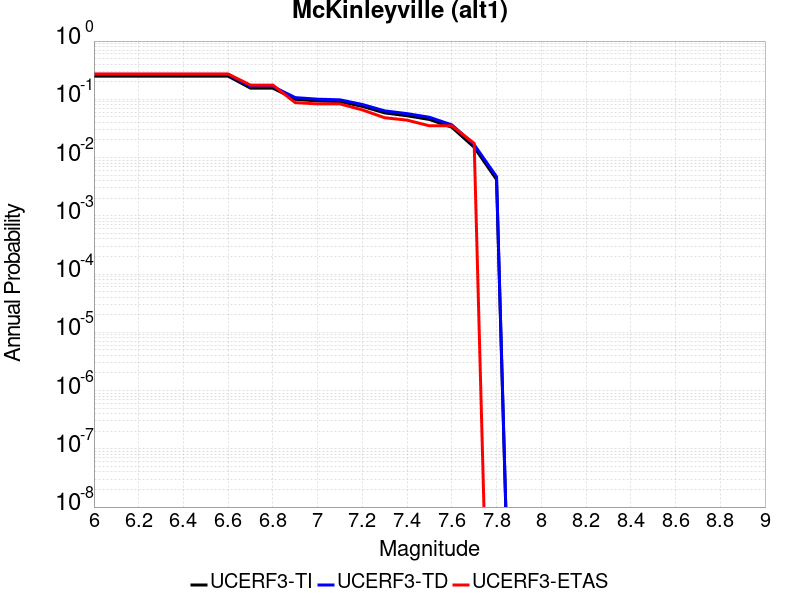 McKinleyville (alt1)
10^0
10^-1
10^-2
10^-3
10^-4
10^-5
10^-6
10^-7
10^-8
Annual Probability
6 6.2 6.4 6.6 6.8 7 7.2 7.4 7.6 7.8 8 8.2 8.4 8.6 8.8 9
Magnitude
UCERF3-TI UCERF3-TD UCERF3-ETAS